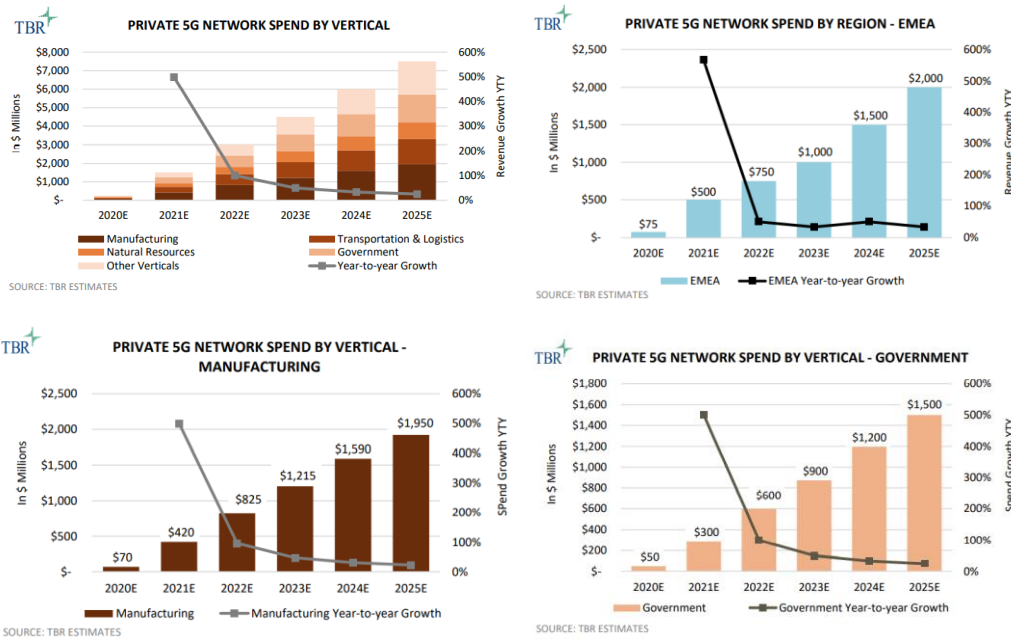 TBR
PRIVATE 5G NETWORK SPEND BY VERTICAL
In $ Millions
$8,000
$7,000
$6,000
$5,000
$4,000
$3,000
$2,000
$1,000
$-
600%
500%
400%
300%
200%
100%
0%
Revenue Growth YTY
2020E 2021E 2022E 2023E 2024E 2025E
Manufacturing Transportation & Logistics
Natural Resources Government
Other Verticals Year-to-year Growth
SOURCE: TBR ESTIMATES
TBR
PRIVATE 5G NETWORK SPEND BY REGION - EMEA
In $ Millions
$2,500
$2,000
$1,500
$1,000
$500
$-
$75 $500 $750 $1,000 $1,500 $2,000
600%
500%
400%
300%
200%
100%
0%
Revenue Growth YTY
2020E 2021E 2022E 2023E 2024E 2025E
EMEA EMEA Year-to-year Growth
SOURCE: TBR ESTIMATES
TBR
PRIVATE 5G NETWORK SPEND BY VERTICAL -
MANUFACTURING
In $ Millions
$2,500
$2,000
$1,500
$1,000
$500
$-
$70 $420 $825 $1,215 $1,590 $1,950
600%
500%
400%
300%
200%
100%
0%
Spend Growth YTY
2020E 2021E 2022E 2023E 2024E 2025E
Manufacturing Manufacturing Year-to-year Growth
SOURCE: TBR ESTIMATES
TBR
PRIVATE 5G NETWORK SPEND BY VERTICAL - GOVERNMENT
In $ Millions
$1,800
$1,600
$1,400
$1,200
$1,000
$800
$600
$400
$200
$-
$50 $300 $600 $900 $1,200 $1,500
600%
500%
400%
300%
200%
100%
0%
Spend Growth YTY
2020E 2021E 2022E 2023E 2024E 2025E
Government Government Year-to-year Growth
SOURCE: TBR ESTIMATES